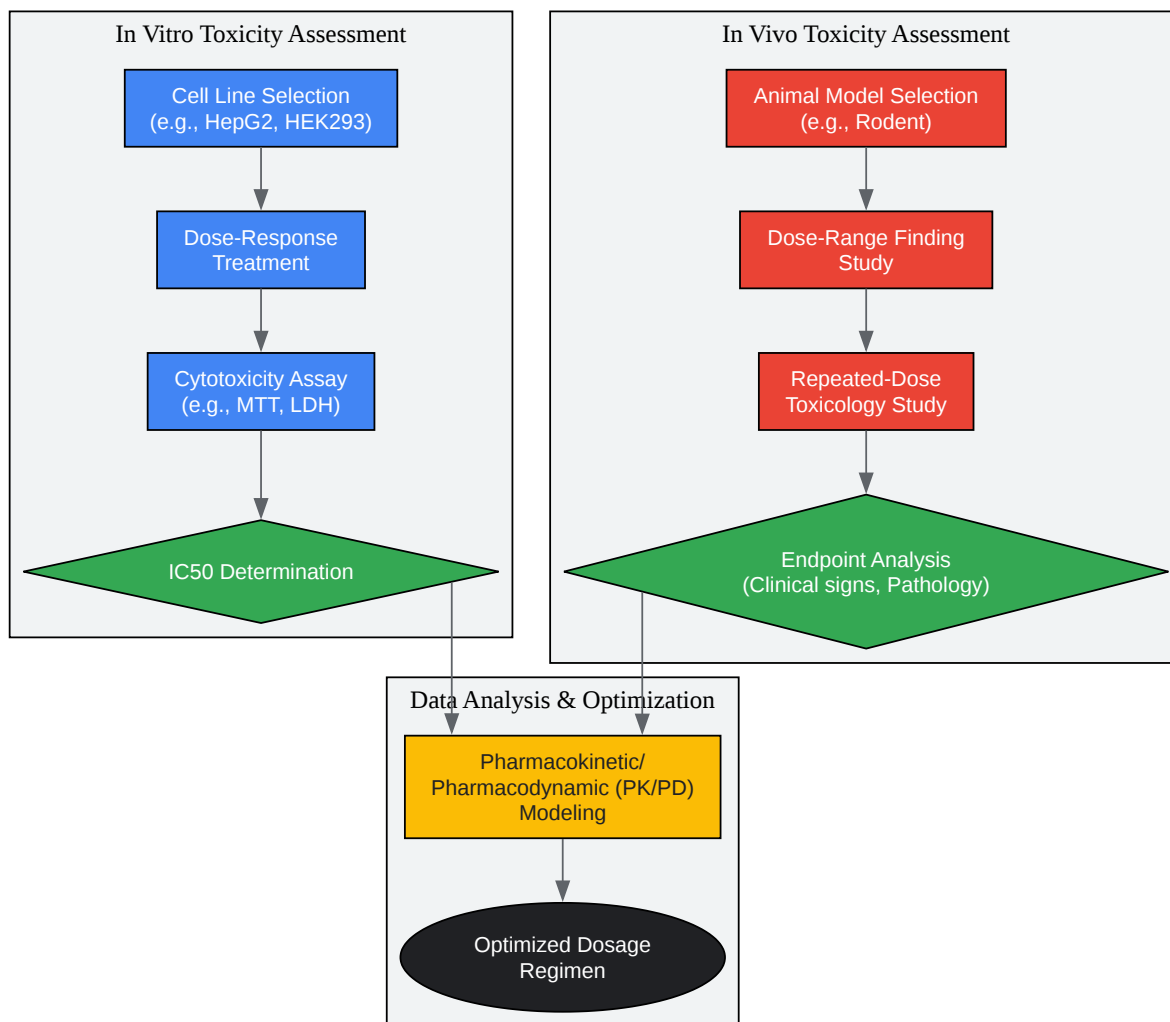 In Vitro Toxicity Assessment
Cell Line Selection
(e.g., HepG2, HEK293)
Dose-Response
Treatment
Cytotoxicity Assay
(e.g., MTT, LDH)
IC50 Determination
In Vivo Toxicity Assessment
Animal Model Selection
(e.g., Rodent)
Dose-Range Finding
Study
Repeated-Dose
Toxicology Study
Endpoint Analysis
(Clinical signs, Pathology)
Data Analysis & Optimization
Pharmacokinetic/
Pharmacodynamic (PK/PD)
Modeling
Optimized Dosage
Regimen